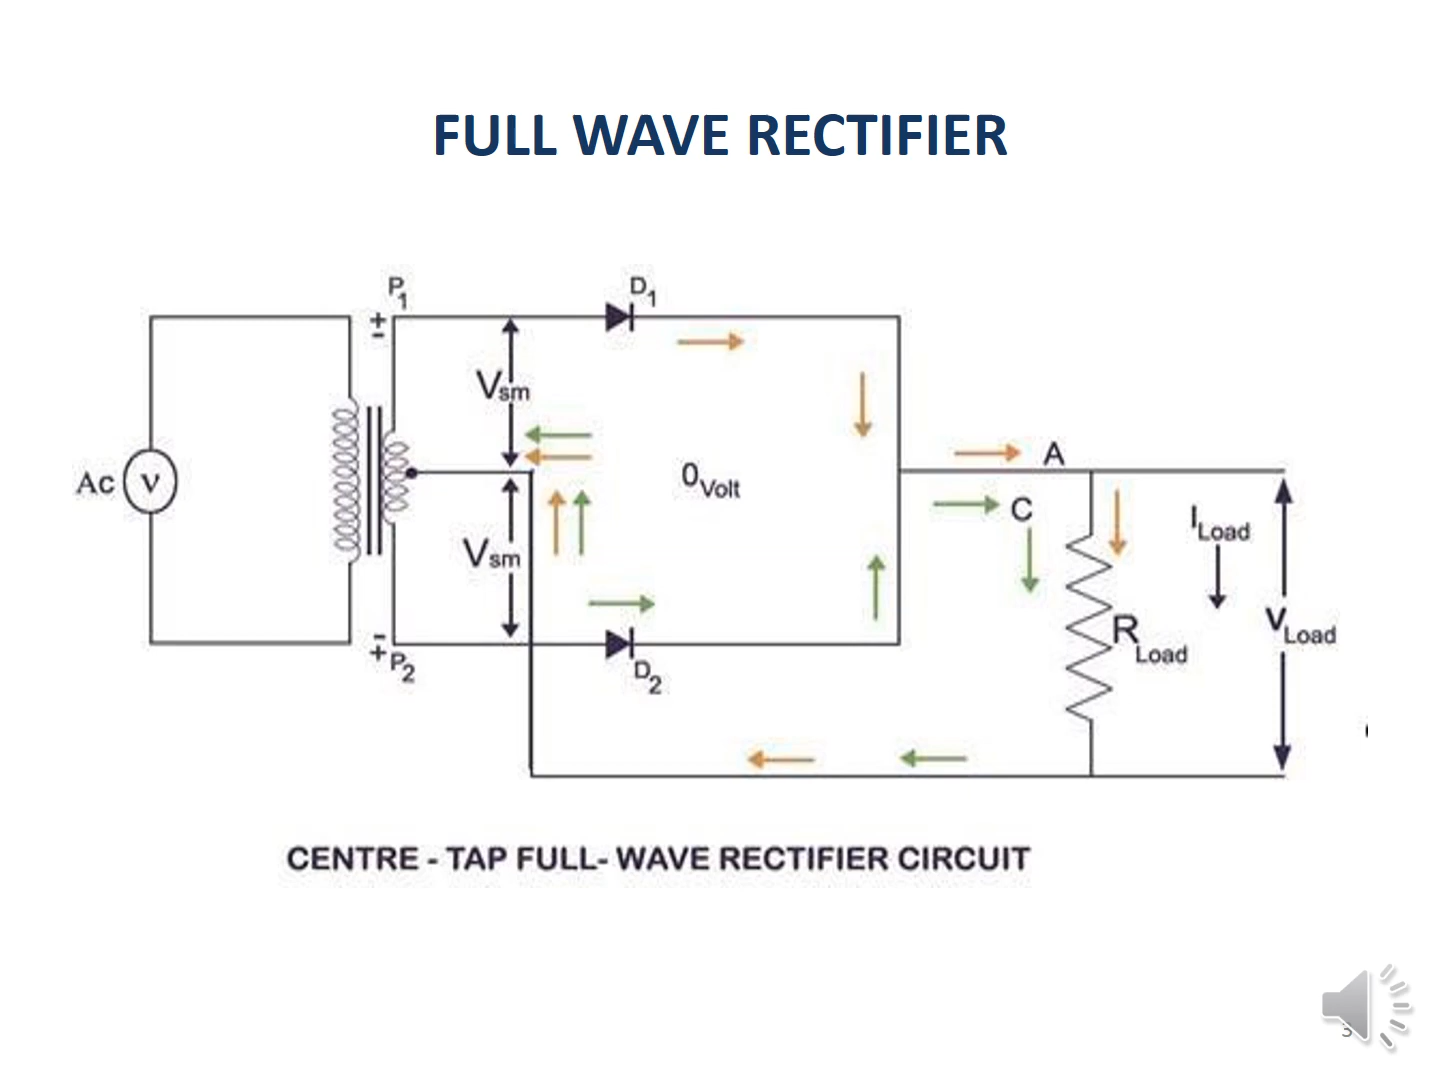 FULL WAVE RECTIFIER
P1
D1
+
-
Vsm
Ac
v
0Volt
A
C
ILoad
Vsm
RLoad
VLoad
-
+
P2
D2
CENTRE - TAP FULL- WAVE RECTIFIER CIRCUIT
3